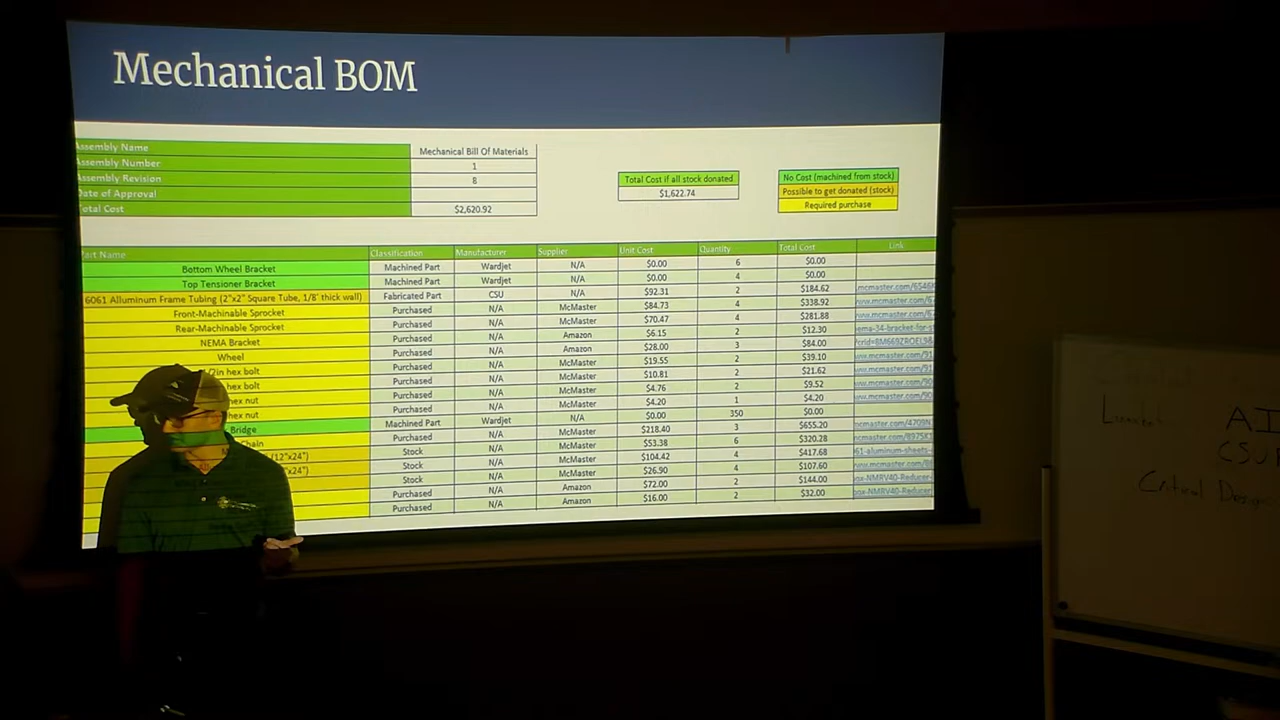 Mechanical BOM
Assembly Name Mechanical Bill Of Materials
Assembly Number 1
Assembly Revision 8
Date of Approval
Total Cost $2,620.92
Total Cost if all stock donated
$1,622.74
No Cost (machined from stock)
Possible to get donated (stock)
Required purchase
Part Name Classification Manufacturer Supplier Unit Cost Quantity Total Cost Link
Bottom Wheel Bracket Machined Part Wardjet N/A $0.00 6 $0.00
Top Tensioner Bracket Machined Part Wardjet N/A $0.00 4 $0.00
6061 Alluminum Frame Tubing (2"x2" Square Tube, 1/8' thick wall) Fabricated Part CSU N/A $92.31 2 $184.62
Front-Machinable Sprocket Purchased N/A McMaster $84.73 4 $338.92
Rear-Machinable Sprocket Purchased N/A McMaster $70.47 4 $281.88
NEMA Bracket Purchased N/A Amazon $6.15 2 $12.30
Wheel Purchased N/A Amazon $28.00 3 $84.00
hex bolt Purchased N/A McMaster $19.55 2 $39.10
hex bolt Purchased N/A McMaster $10.81 2 $21.62
hex nut Purchased N/A McMaster $4.76 2 $9.52
hex nut Purchased N/A McMaster $4.20 1 $4.20
Bridge Machined Part Wardjet N/A $0.00 350 $0.00
Chain Purchased N/A McMaster $218.40 3 $655.20
(12"x24") Stock N/A McMaster $53.38 6 $320.28
x24") Stock N/A McMaster $104.42 4 $417.68
Stock N/A McMaster $26.90 4 $107.60
Purchased N/A Amazon $72.00 2 $144.00
Purchased N/A Amazon $16.00 2 $32.00
AI
CSU
Critical Design